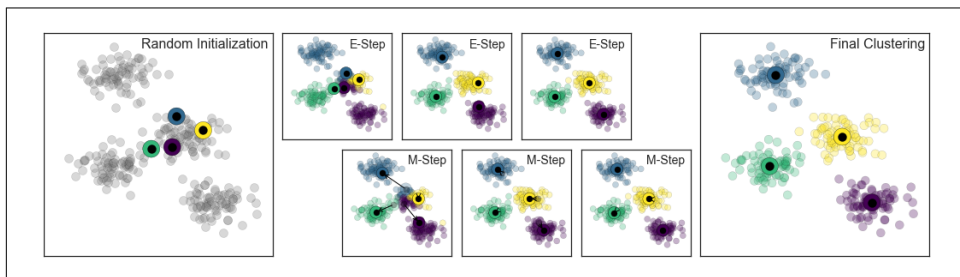 Random Initialization
E-Step
E-Step
E-Step
Final Clustering
M-Step
M-Step
M-Step